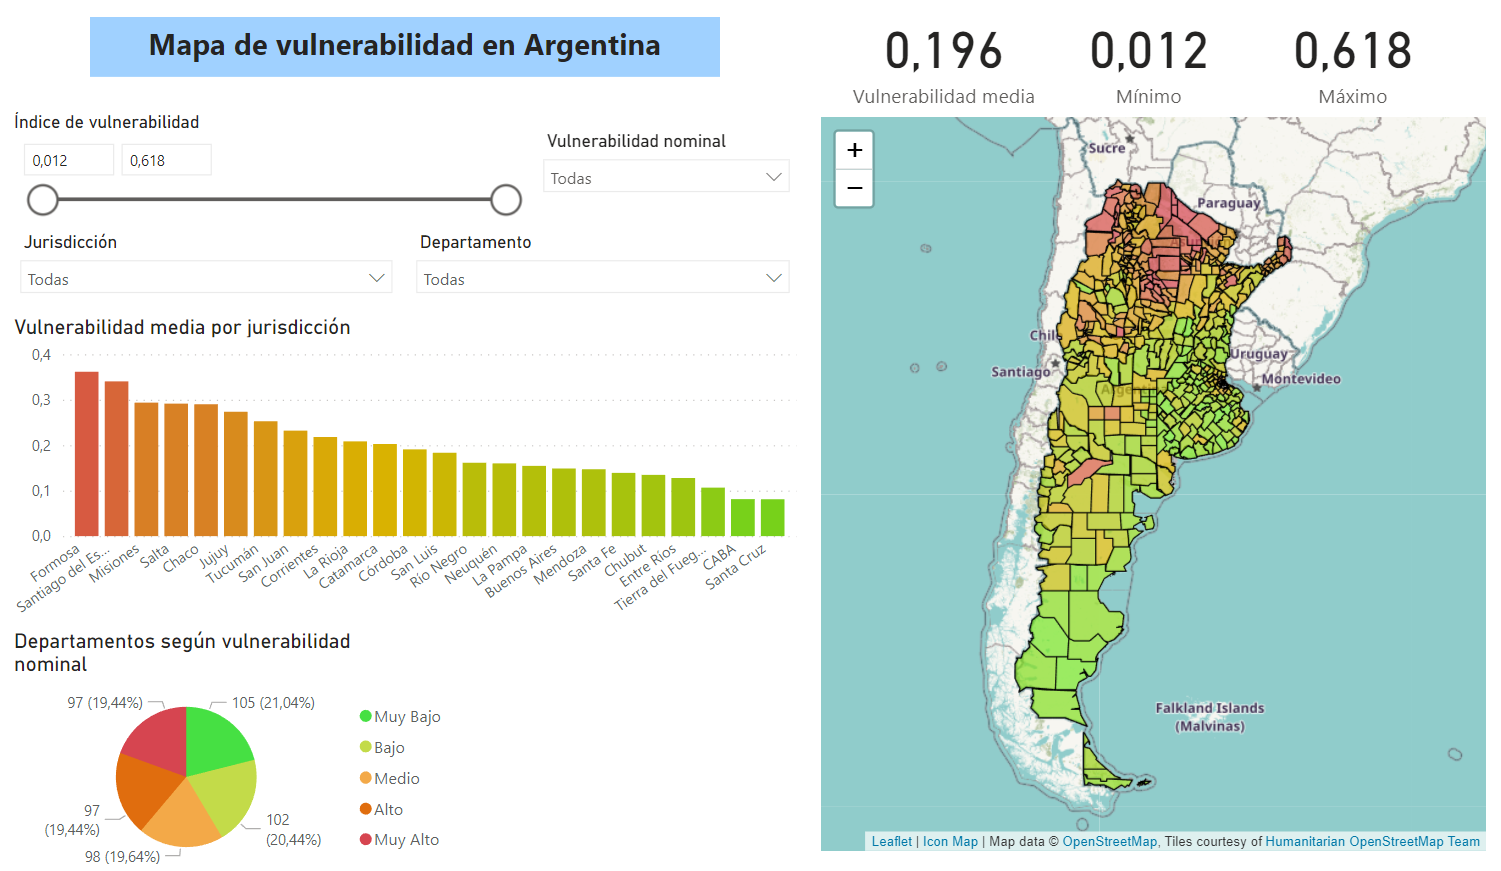 Mapa de vulnerabilidad en Argentina
0,196
0,012
0,618
Vulnerabilidad media
Mínimo
Máximo
Índice de vulnerabilidad
0,012
0,618
Vulnerabilidad nominal
Todas
Jurisdicción
Todas
Departamento
Todas
Vulnerabilidad media por jurisdicción
0,4
0,3
0,2
0,1
0,0
Formosa
Santiago del Es...
Misiones
Salta
Chaco
Jujuy
Tucumán
San Juan
Corrientes
La Rioja
Catamarca
Córdoba
San Luis
Río Negro
Neuquén
La Pampa
Buenos Aires
Mendoza
Santa Fe
Chubut
Entre Ríos
Tierra del Fueg...
CABA
Santa Cruz
Departamentos según vulnerabilidad
nominal
97 (19,44%)
105 (21,04%)
97
(19,44%)
102
(20,44%)
98 (19,64%)
Muy Bajo
Bajo
Medio
Alto
Muy Alto
+
−
Sucre
Paraguay
Asunción
Chile
Santiago
Uruguay
Montevideo
Argentina
Falkland Islands
(Malvinas)
Leaflet | Icon Map | Map data © OpenStreetMap, Tiles courtesy of Humanitarian OpenStreetMap Team